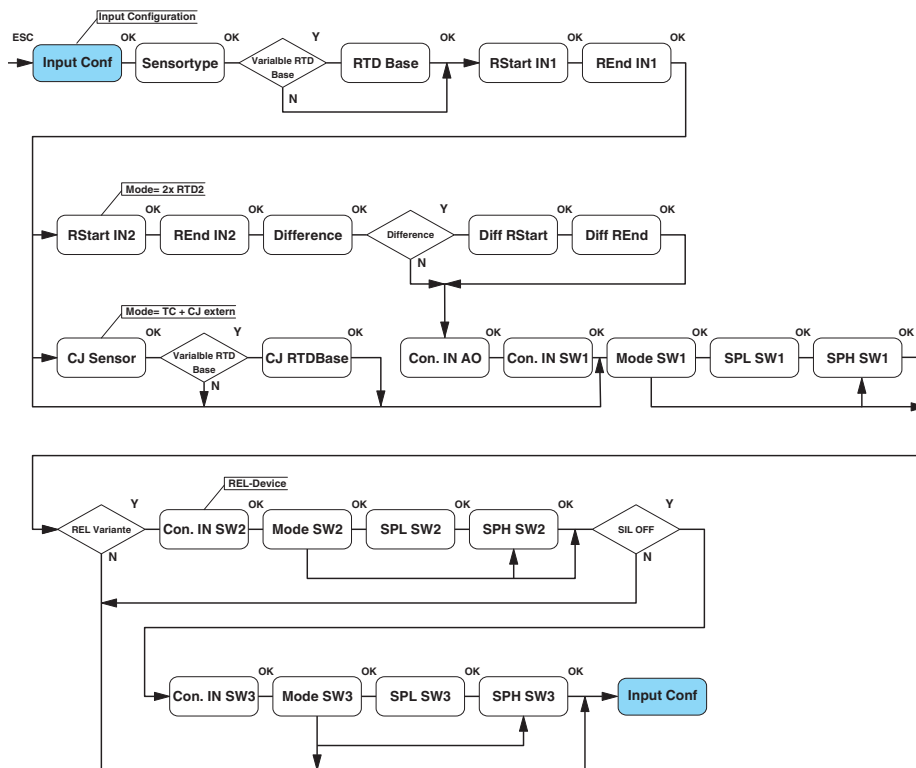 Input Configuration
ESC
OK
OK
Y
OK
OK
OK
Input Conf
Sensortype
Varialble RTD
Base
RTD Base
RStart IN1
REnd IN1
N
Mode= 2x RTD2
OK
OK
OK
Y
OK
OK
RStart IN2
REnd IN2
Difference
Difference
Diff RStart
Diff REnd
N
Mode= TC + CJ extern
OK
Y
OK
OK
OK
OK
OK
OK
CJ Sensor
Varialble RTD
Base
CJ RTDBase
Con. IN AO
Con. IN SW1
Mode SW1
SPL SW1
SPH SW1
N
REL-Device
Y
OK
OK
OK
OK
Y
REL Variante
Con. IN SW2
Mode SW2
SPL SW2
SPH SW2
SIL OFF
N
N
OK
OK
OK
OK
Con. IN SW3
Mode SW3
SPL SW3
SPH SW3
Input Conf